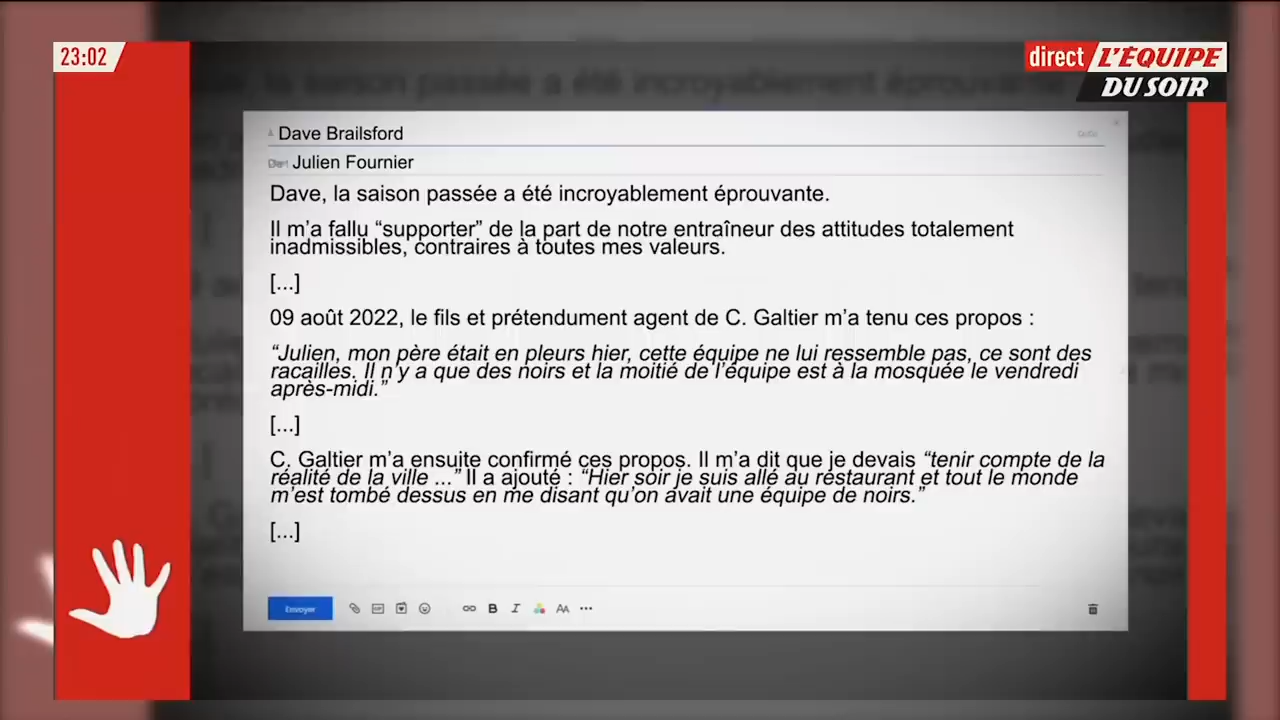 23:02
direct L'ÉQUIPE
DU SOIR
Dave Brailsford
Julien Fournier
Dave, la saison passée a été incroyablement éprouvante.
Il m'a fallu “supporter” de la part de notre entraîneur des attitudes totalement
inadmissibles, contraires à toutes mes valeurs.
[...]
09 août 2022, le fils et prétendument agent de C. Galtier m'a tenu ces propos :
“Julien, mon père était en pleurs hier, cette équipe ne lui ressemble pas, ce sont des
racailles. Il n'y a que des noirs et la moitié de l'équipe est à la mosquée le vendredi
après-midi.”
[...]
C. Galtier m'a ensuite confirmé ces propos. Il m'a dit que je devais “tenir compte de la
réalité de la ville ...” Il a ajouté : “Hier soir je suis allé au restaurant et tout le monde
m'est tombé dessus en me disant qu'on avait une équipe de noirs.”
[...]
Envoyer
B I AA